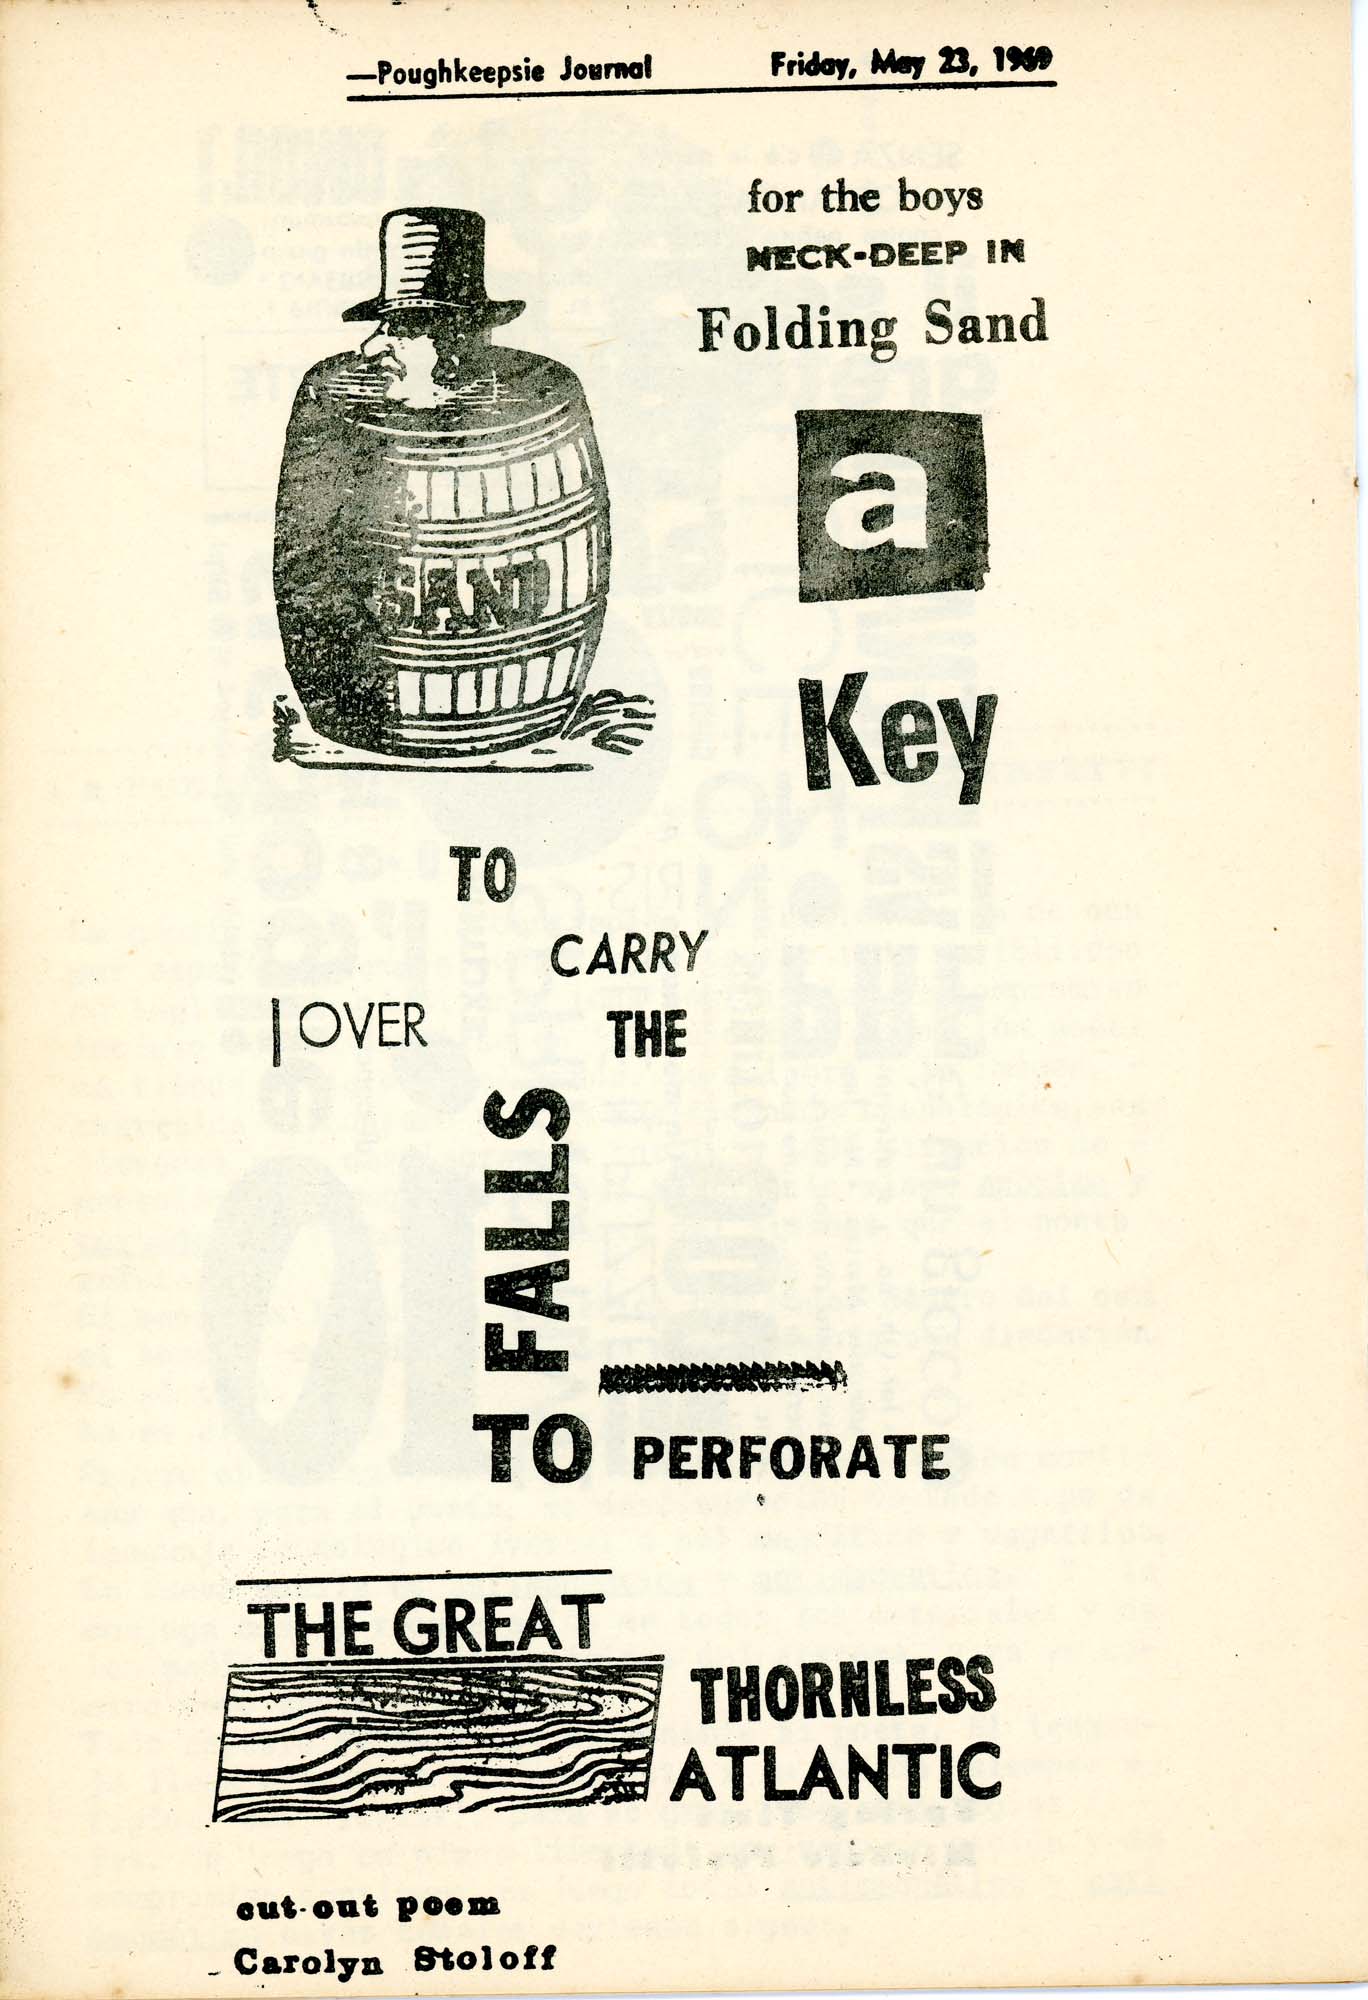 —Poughkeepsie Journal Friday, May 23, 1969
for the boys
NECK-DEEP IN
Folding Sand
a
Key
SAND
TO
CARRY
OVER THE
FALLS
TO PERFORATE
THE GREAT
THORNLESS
ATLANTIC
cut-out poem
Carolyn Stoloff